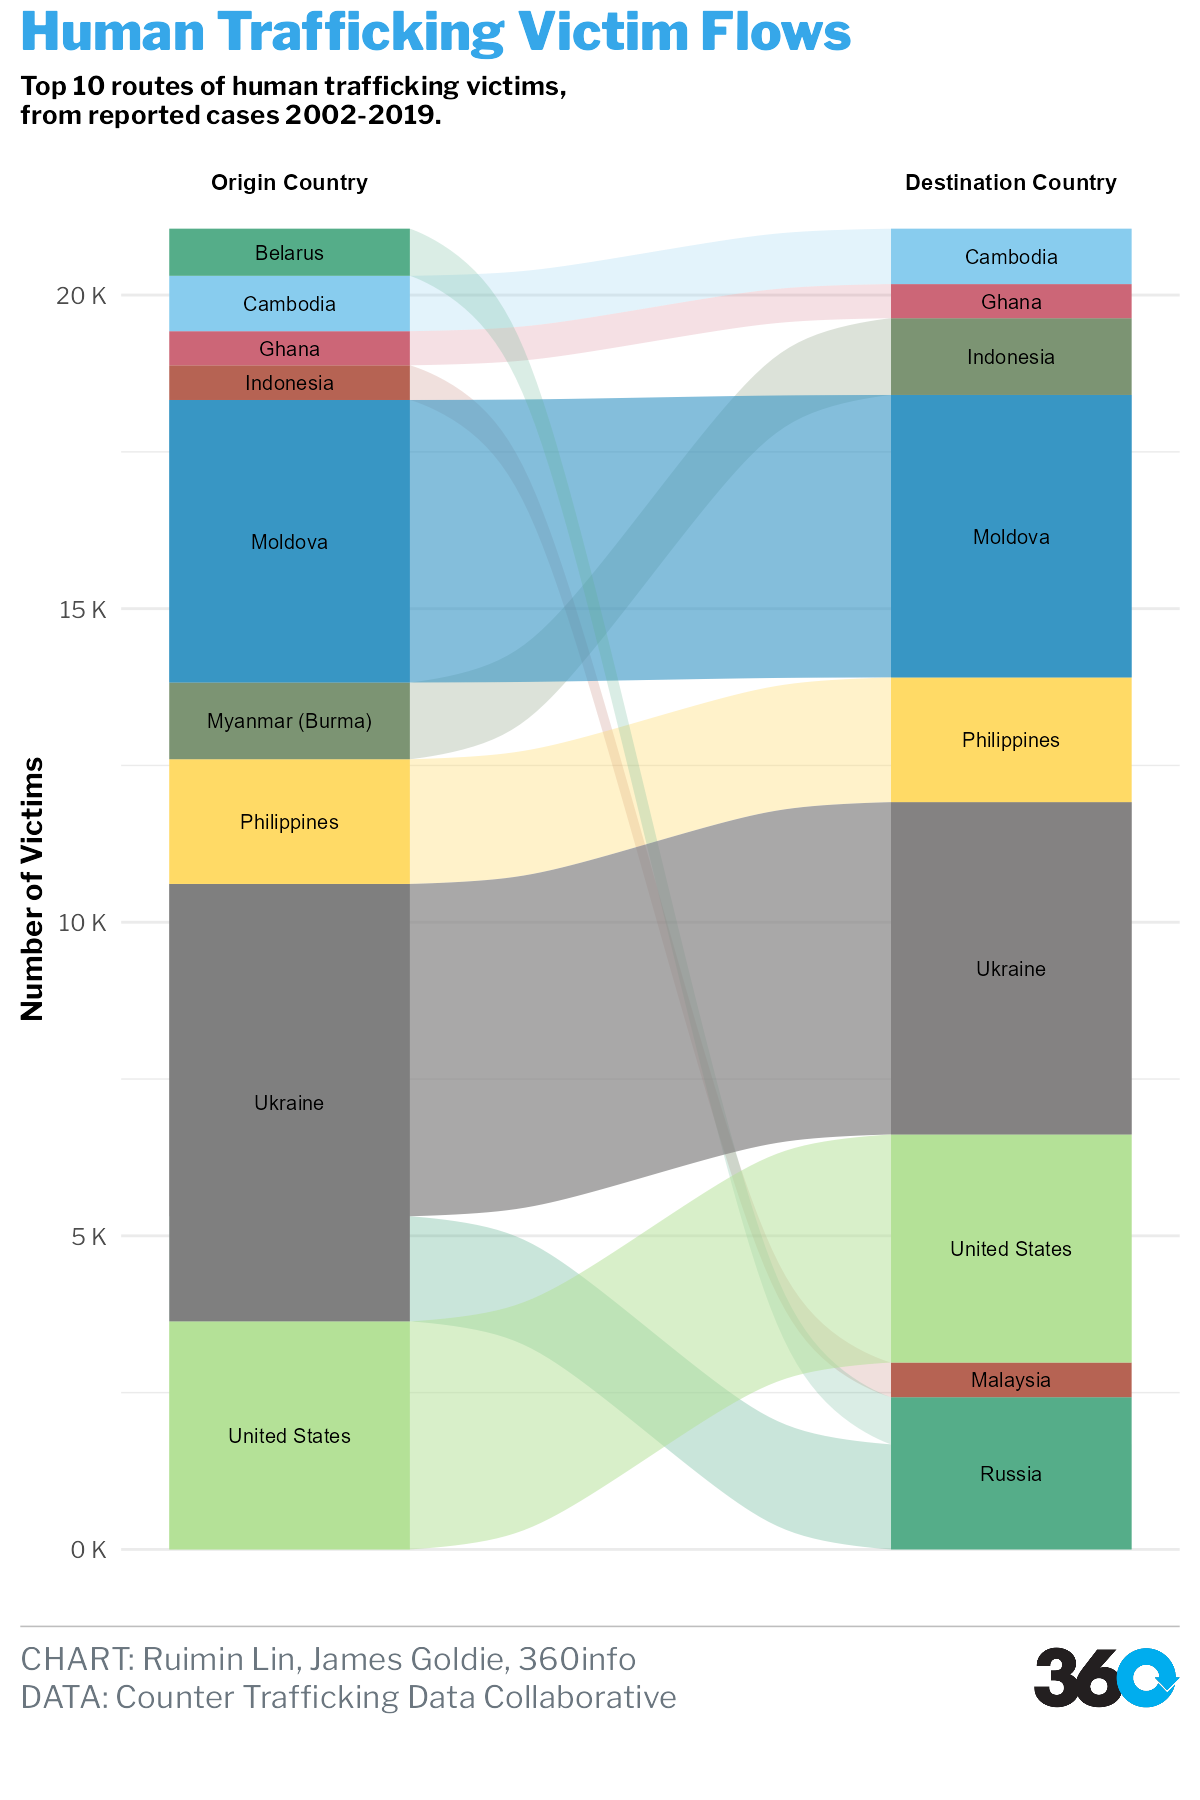 Human Trafficking Victim Flows
Top 10 routes of human trafficking victims,
from reported cases 2002-2019.
Origin Country
Destination Country
Number of Victims
20 K
15 K
10 K
5 K
0 K
Belarus
Cambodia
Ghana
Indonesia
Moldova
Myanmar (Burma)
Philippines
Ukraine
United States
Cambodia
Ghana
Indonesia
Moldova
Philippines
Ukraine
United States
Malaysia
Russia
CHART: Ruimin Lin, James Goldie, 360info
DATA: Counter Trafficking Data Collaborative
360